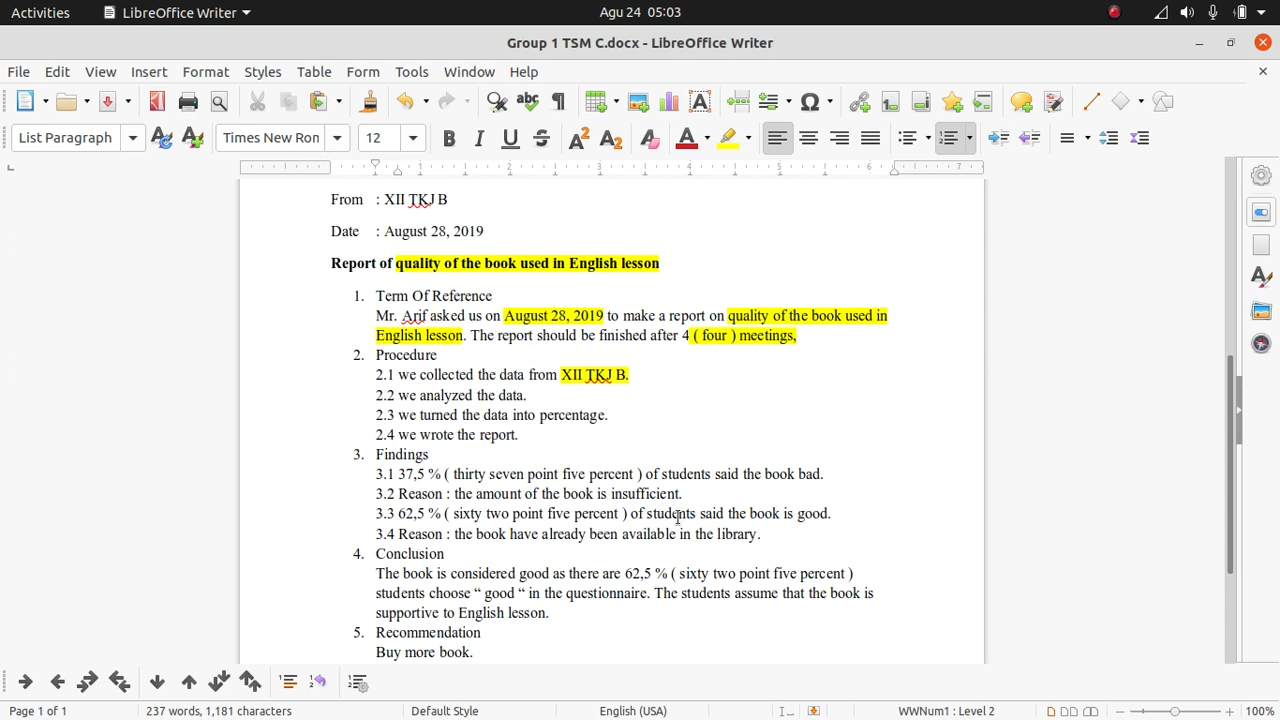 Activities LibreOffice Writer Agu 24 05:03
Group 1 TSM C.docx - LibreOffice Writer
File Edit View Insert Format Styles Table Form Tools Window Help
List Paragraph Times New Ron 12
1 2 3 4 5 6 7
From : XII TKJ B
Date : August 28, 2019
Report of quality of the book used in English lesson
1. Term Of Reference
Mr. Arif asked us on August 28, 2019 to make a report on quality of the book used in
English lesson. The report should be finished after 4 ( four ) meetings,
2. Procedure
2.1 we collected the data from XII TKJ B.
2.2 we analyzed the data.
2.3 we turned the data into percentage.
2.4 we wrote the report.
3. Findings
3.1 37,5 % ( thirty seven point five percent ) of students said the book bad.
3.2 Reason : the amount of the book is insufficient.
3.3 62,5 % ( sixty two point five percent ) of students said the book is good.
3.4 Reason : the book have already been available in the library.
4. Conclusion
The book is considered good as there are 62,5 % ( sixty two point five percent )
students choose “ good “ in the questionnaire. The students assume that the book is
supportive to English lesson.
5. Recommendation
Buy more book.
Page 1 of 1 237 words, 1,181 characters Default Style English (USA) WWNum1 : Level 2 100%